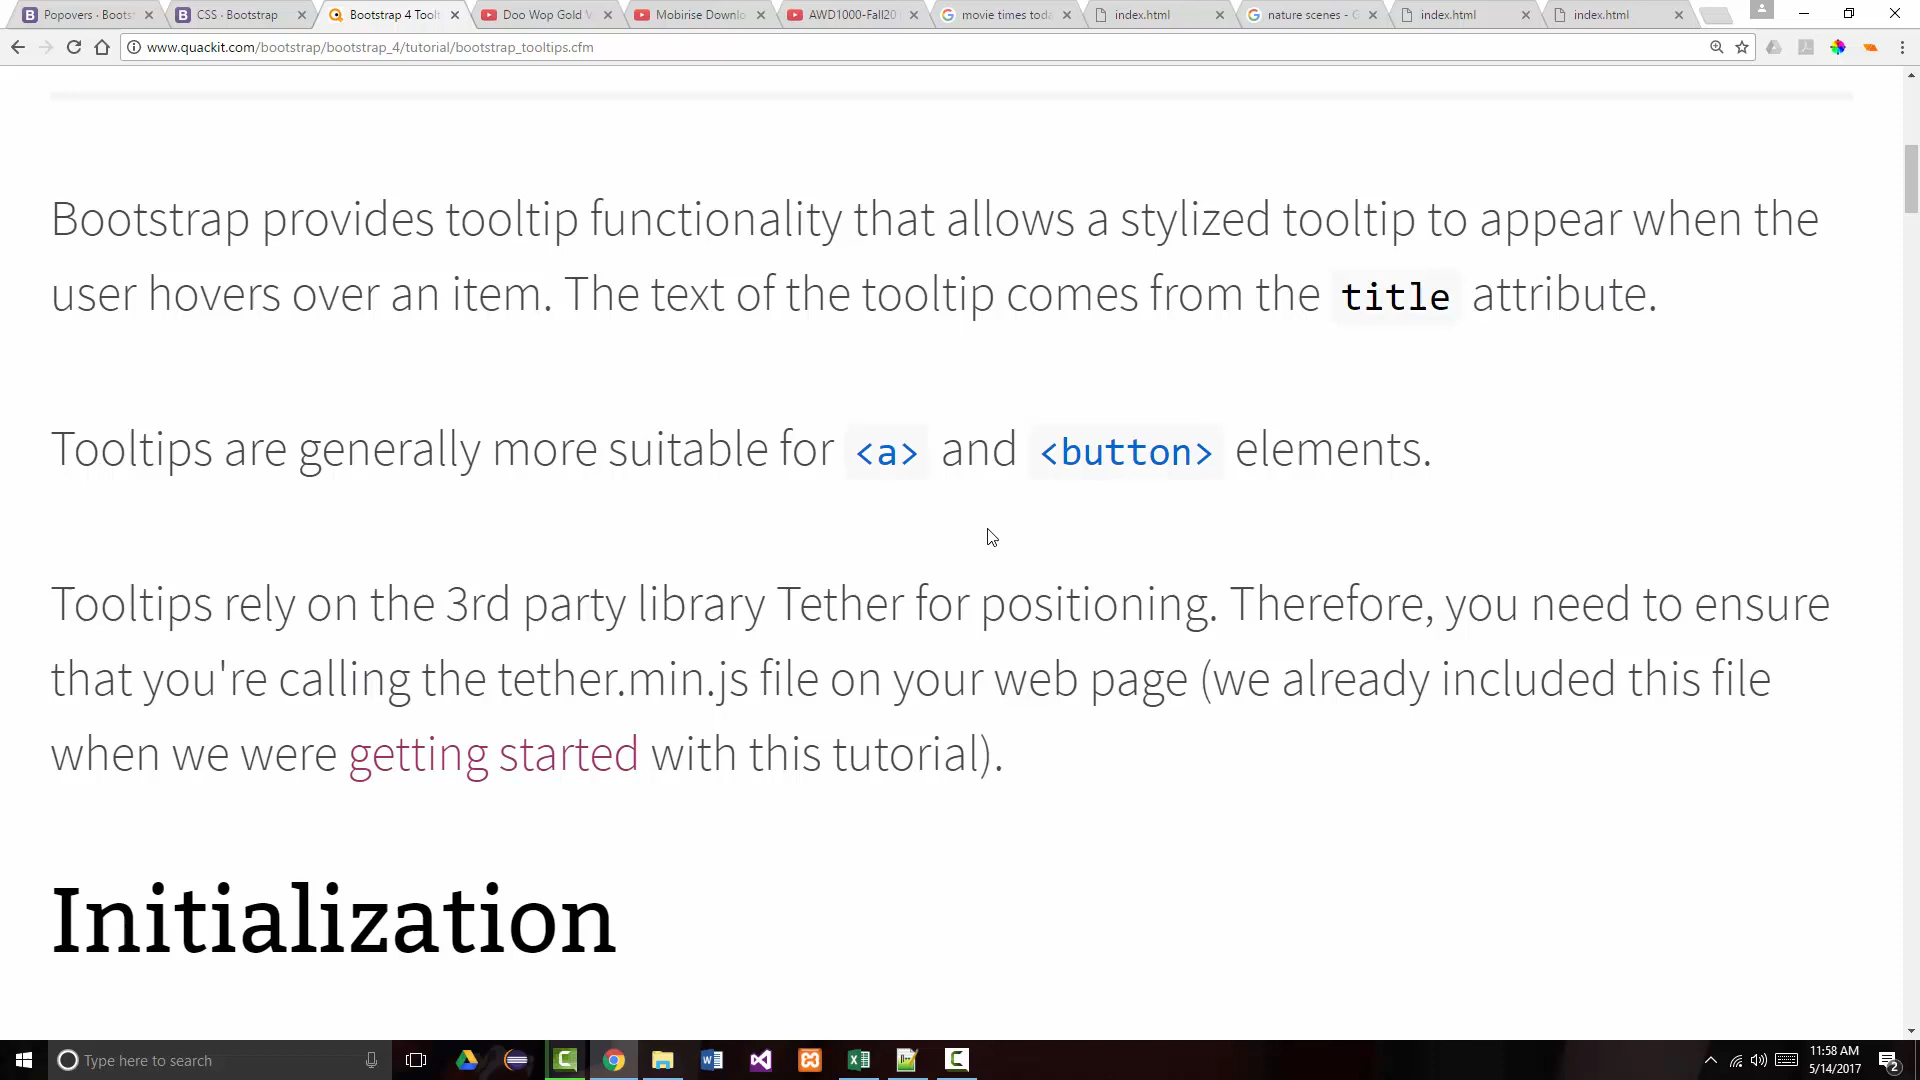 Popovers · Boots
CSS · Bootstrap
Bootstrap 4 Toolt
Doo Wop Gold V
Mobirise Downlo
AWD1000-Fall20
movie times toda
index.html
nature scenes - G
index.html
index.html
www.quackit.com/bootstrap/bootstrap_4/tutorial/bootstrap_tooltips.cfm
Bootstrap provides tooltip functionality that allows a stylized tooltip to appear when the
user hovers over an item. The text of the tooltip comes from the title attribute.
Tooltips are generally more suitable for <a> and <button> elements.
Tooltips rely on the 3rd party library Tether for positioning. Therefore, you need to ensure
that you're calling the tether.min.js file on your web page (we already included this file
when we were getting started with this tutorial).
Initialization
Type here to search
11:58 AM
5/14/2017
2